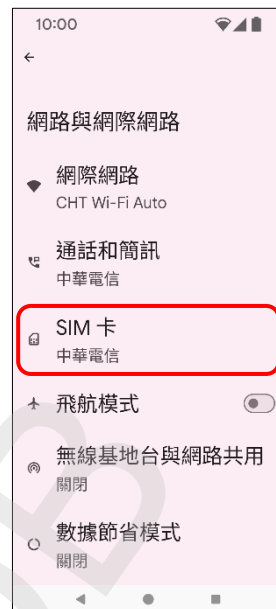 10:00
網路與網際網路
網際網路
CHT Wi-Fi Auto
通話和簡訊
中華電信
SIM 卡
中華電信
飛航模式
無線基地台與網路共用
關閉
數據節省模式
關閉